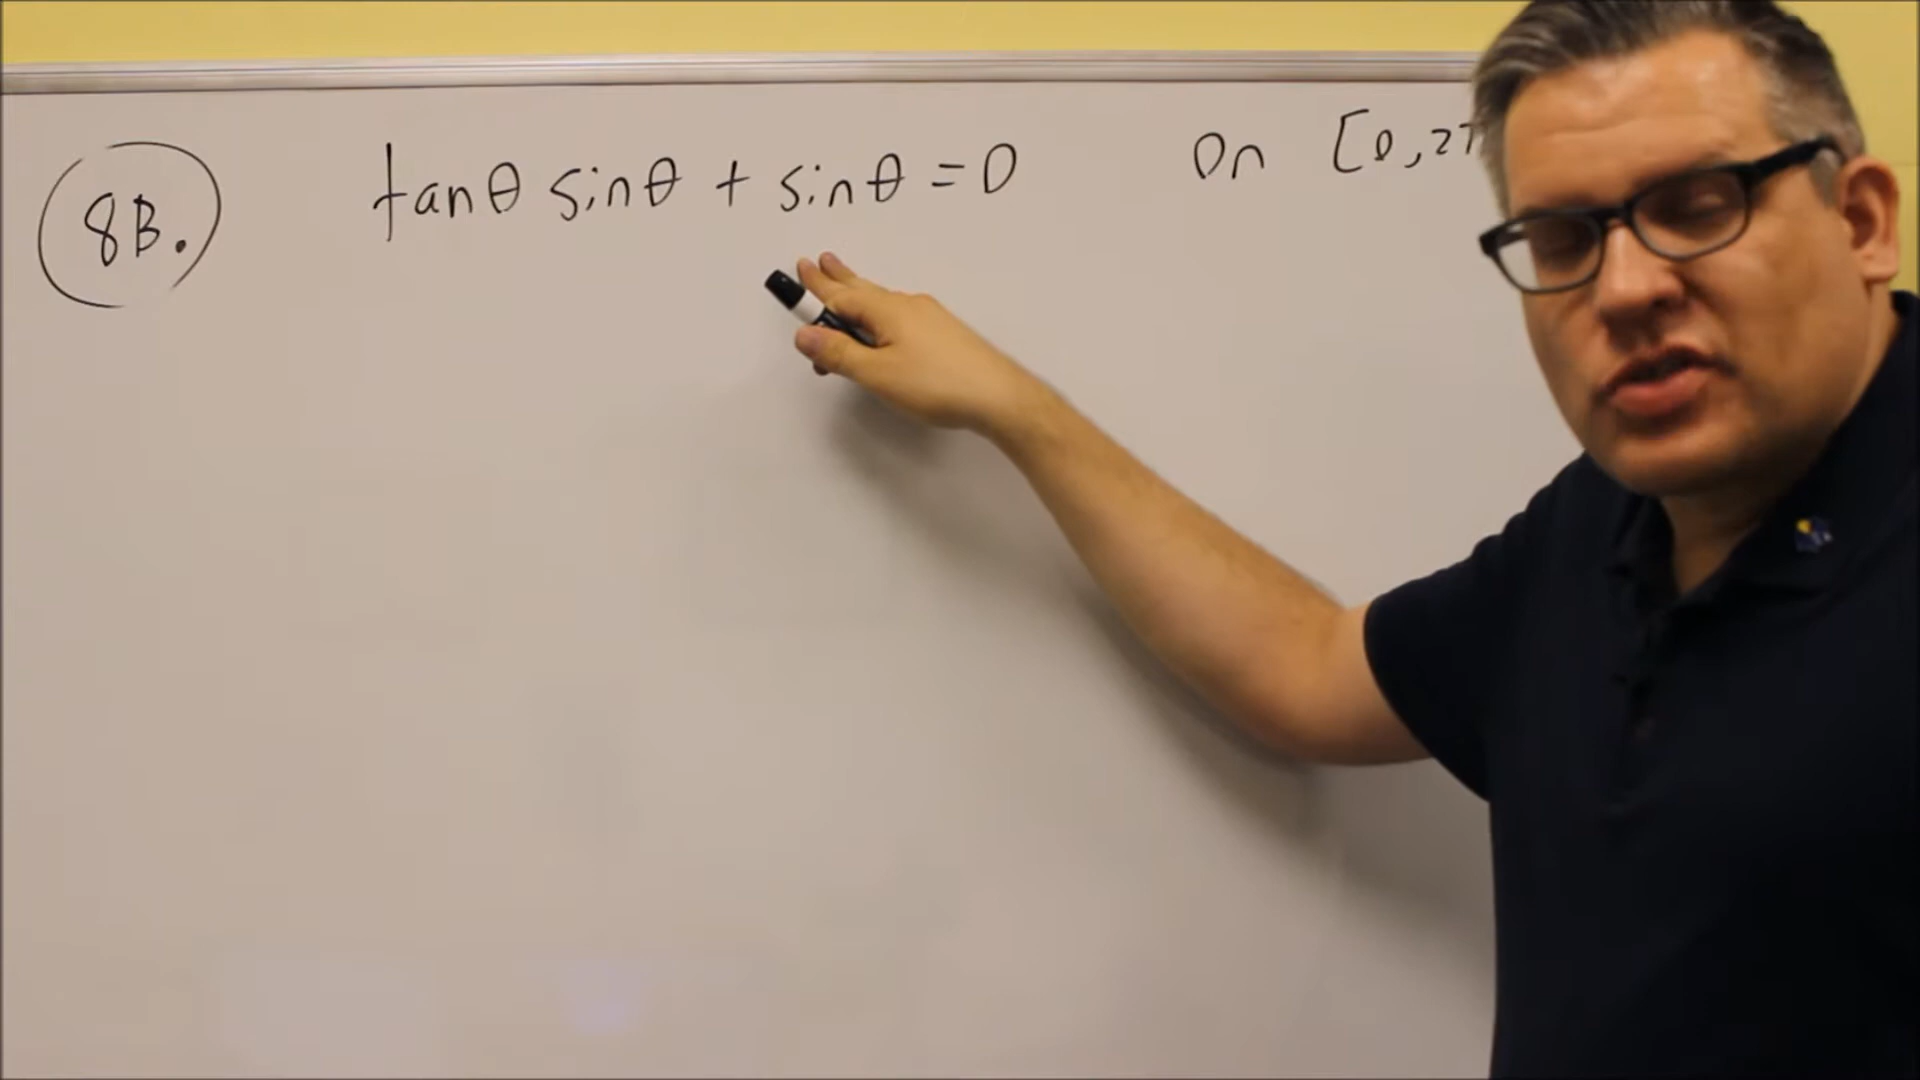 8B. tanθ sinθ + sinθ = 0 on [0,2π